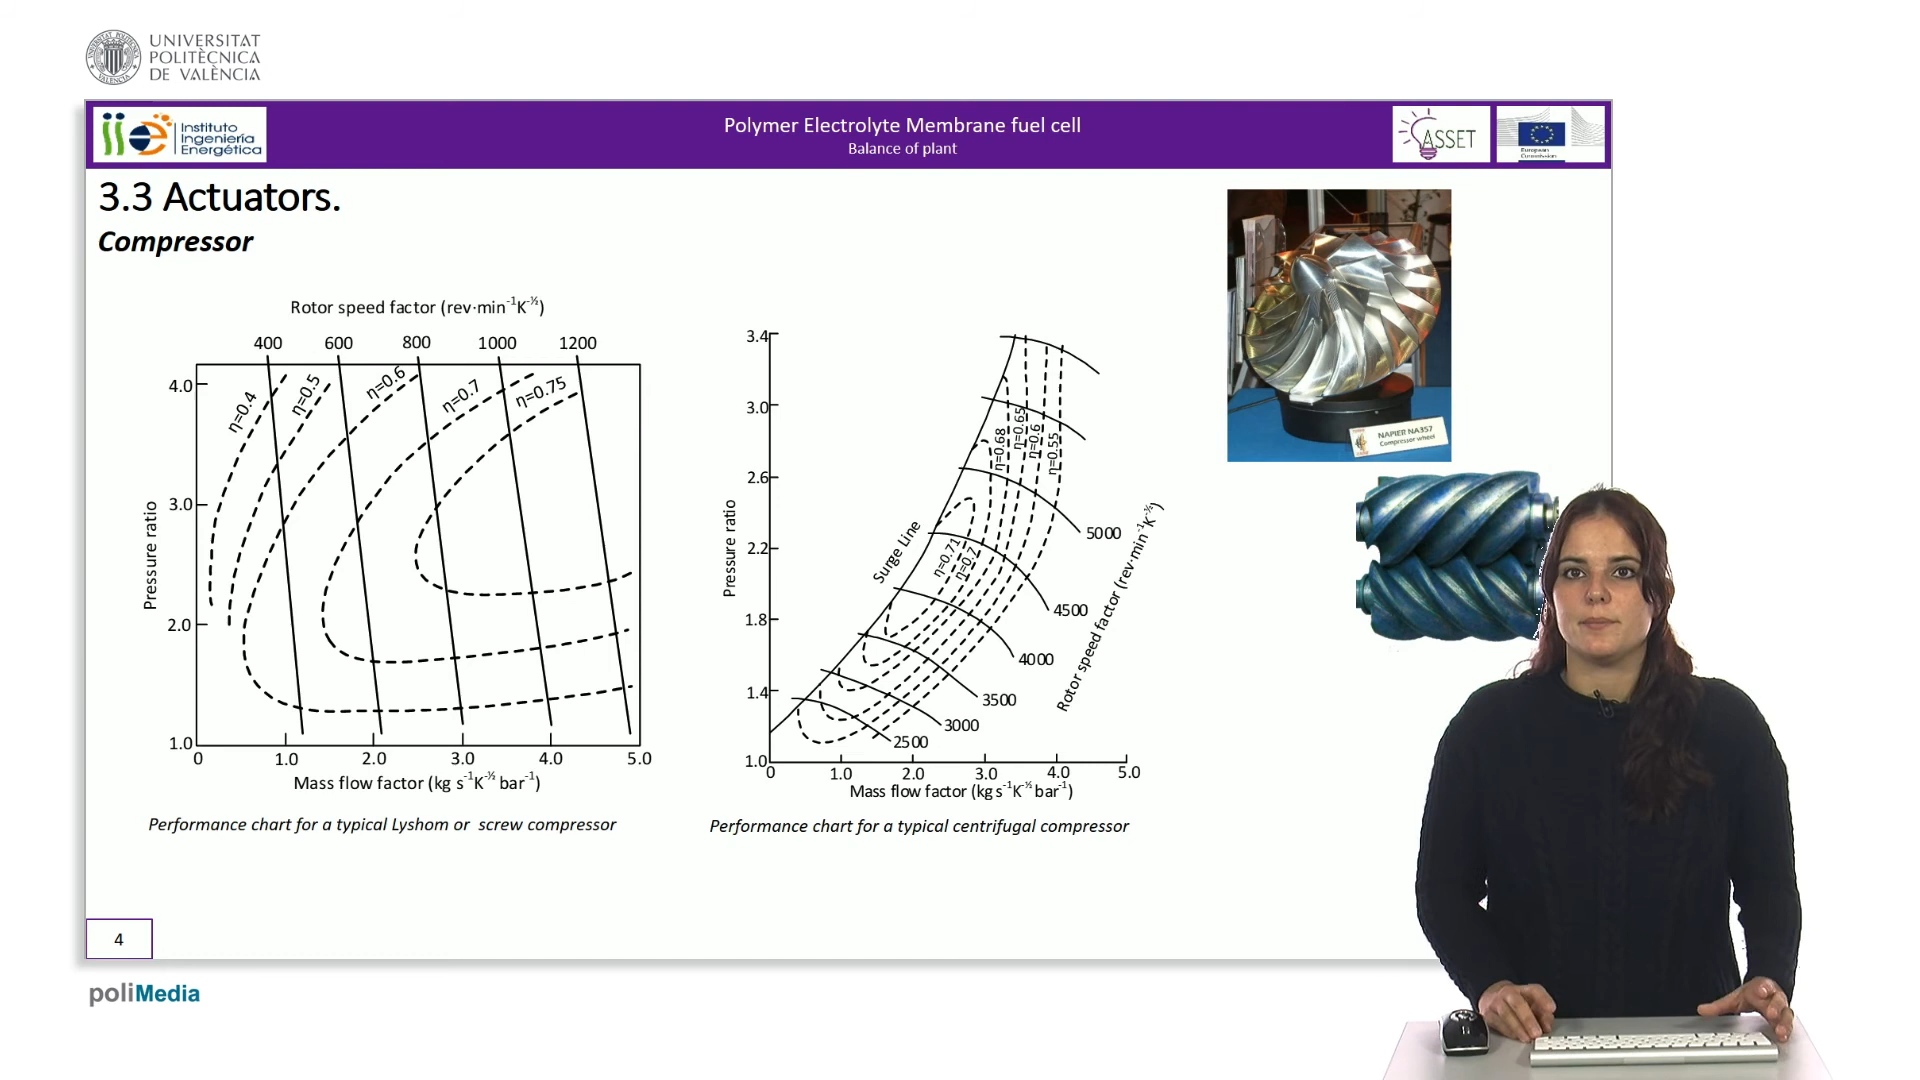 UNIVERSITAT
POLITÈCNICA
DE VALÈNCIA
iie Instituto
Ingeniería
Energética
Polymer Electrolyte Membrane fuel cell
Balance of plant
ASSET
European
Commission
3.3 Actuators.
Compressor
Rotor speed factor (rev·min⁻¹K⁻½)
400 600 800 1000 1200
4.0
3.0
2.0
1.0
Pressure ratio
η=0.4
η=0.5
η=0.6
η=0.7
η=0.75
0 1.0 2.0 3.0 4.0 5.0
Mass flow factor (kg s⁻¹K⁻½ bar⁻¹)
Performance chart for a typical Lyshom or screw compressor
3.4
3.0
2.6
2.2
1.8
1.4
1.0
Pressure ratio
Surge Line
η=0.71
η=0.7
η=0.68
η=0.65
η=0.6
η=0.55
5000
4500
4000
3500
3000
2500
Rotor speed factor (rev·min⁻¹K⁻½)
0 1.0 2.0 3.0 4.0 5.0
Mass flow factor (kg s⁻¹K⁻½ bar⁻¹)
Performance chart for a typical centrifugal compressor
NAPIER NA357
Compressor wheel
4
poliMedia